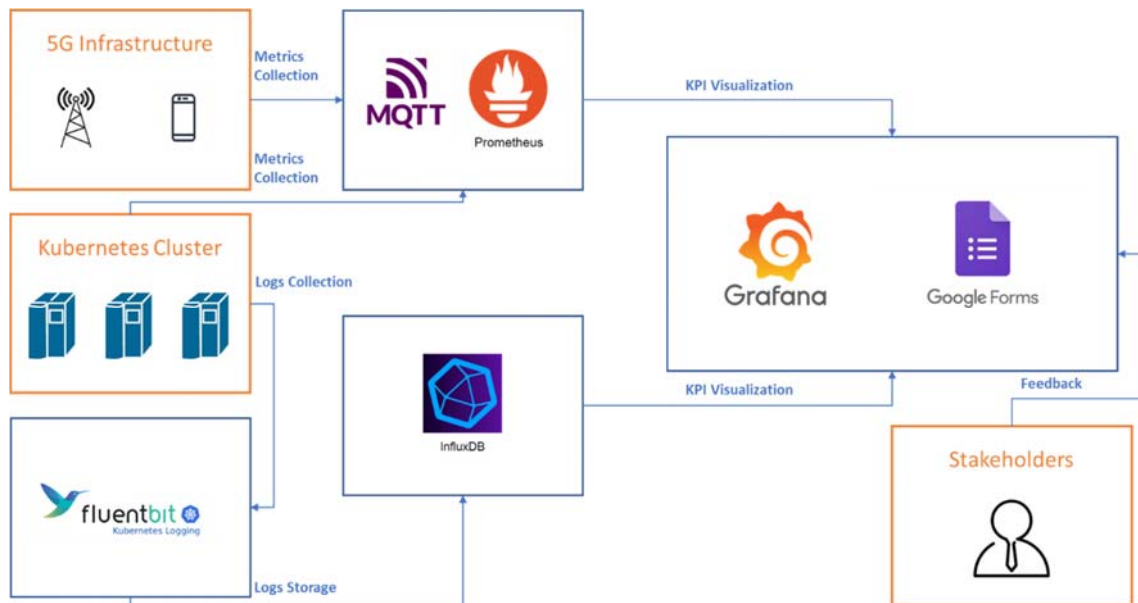 5G Infrastructure
Metrics
Collection
MQTT
Prometheus
KPI Visualization
Metrics
Collection
Kubernetes Cluster
Logs Collection
Grafana
Google Forms
InfluxDB
KPI Visualization
Feedback
fluentbit
Kubernetes Logging
Stakeholders
Logs Storage